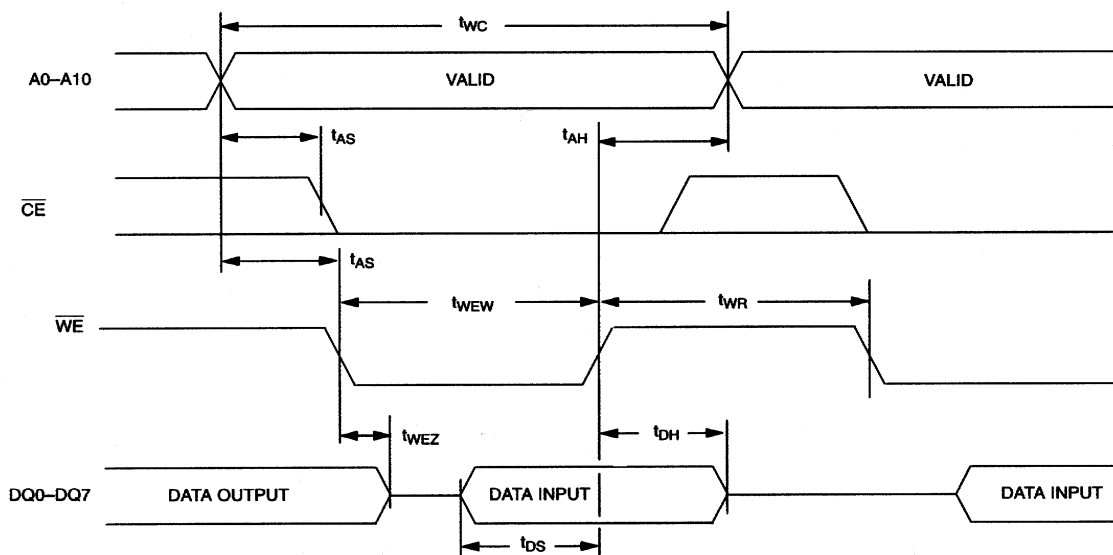 tWC
A0–A10 VALID VALID
tAS tAH
CE
tAS
tWEW tWR
WE
tWEZ tDH
DQ0–DQ7 DATA OUTPUT DATA INPUT DATA INPUT
tDS